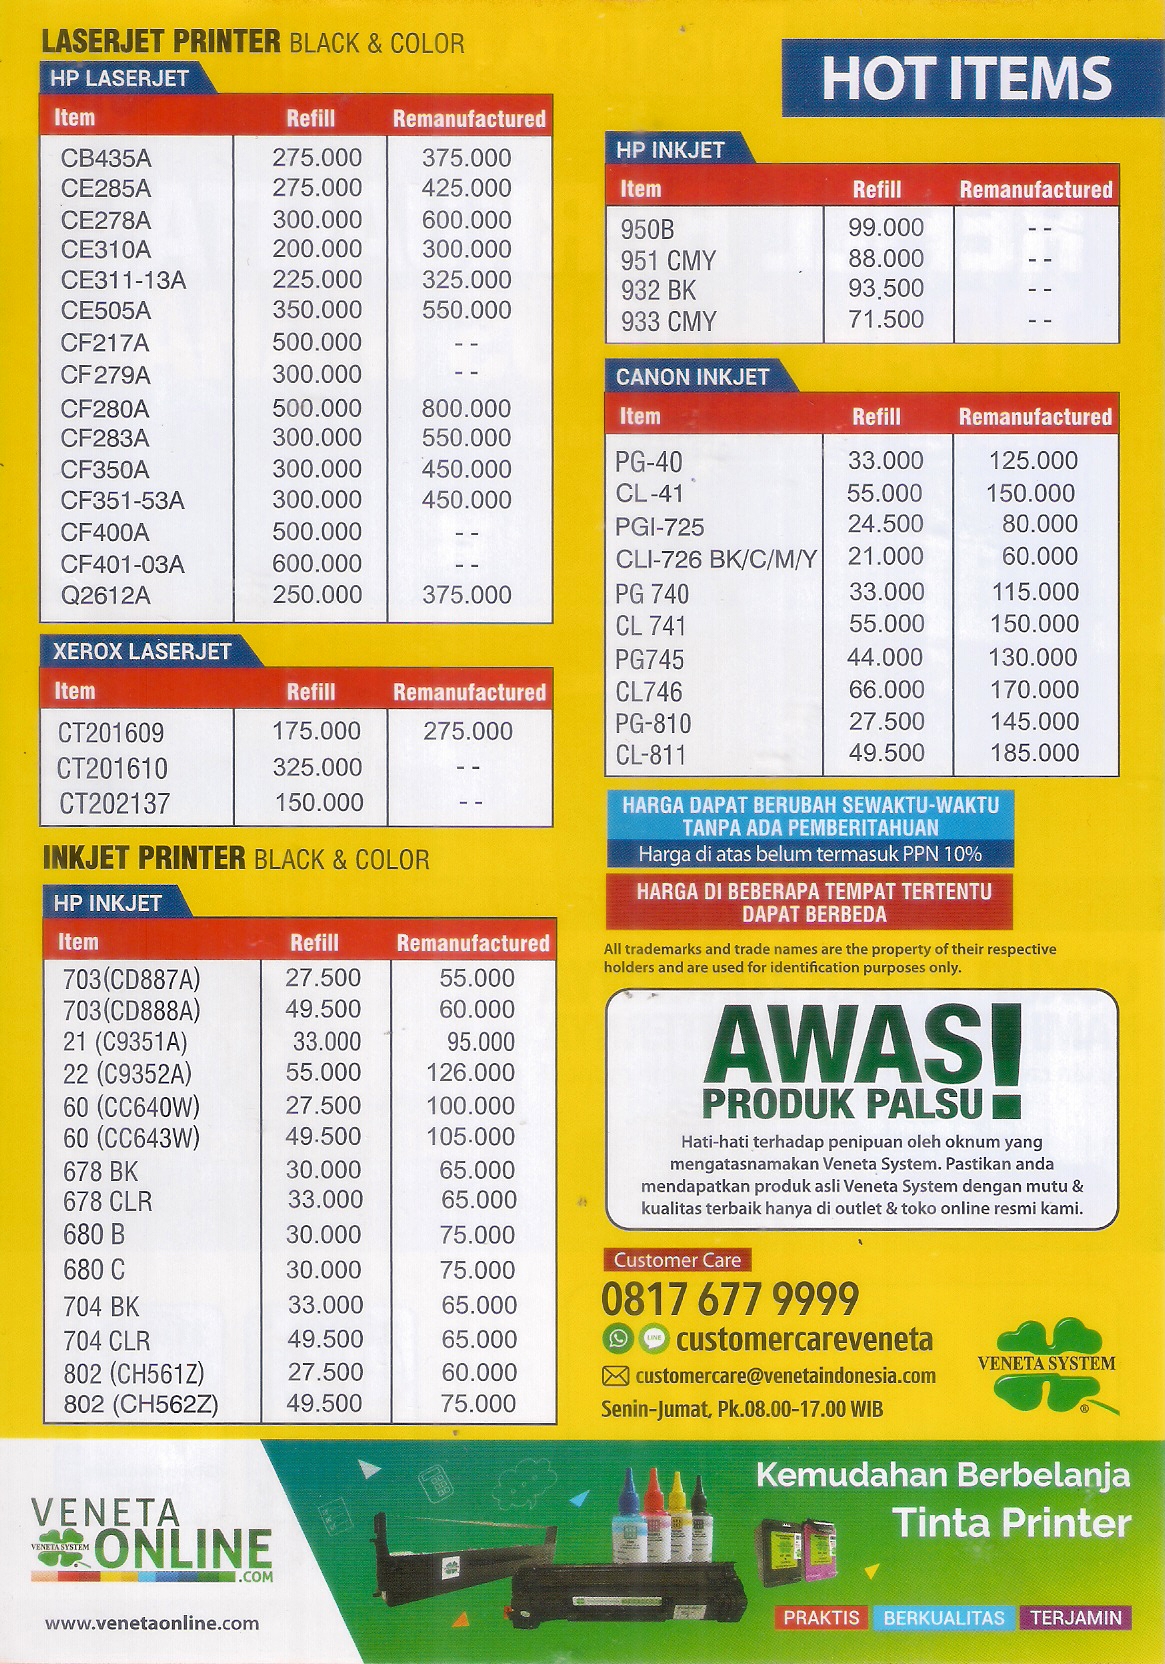 LASERJET PRINTER BLACK & COLOR
HP LASERJET
Item Refill Remanufactured
CB435A 275.000 375.000
CE285A 275.000 425.000
CE278A 300.000 600.000
CE310A 200.000 300.000
CE311-13A 225.000 325.000
CE505A 350.000 550.000
CF217A 500.000 - -
CF279A 300.000 - -
CF280A 500.000 800.000
CF283A 300.000 550.000
CF350A 300.000 450.000
CF351-53A 300.000 450.000
CF400A 500.000 - -
CF401-03A 600.000 - -
Q2612A 250.000 375.000
XEROX LASERJET
Item Refill Remanufactured
CT201609 175.000 275.000
CT201610 325.000 - -
CT202137 150.000 - -
INKJET PRINTER BLACK & COLOR
HP INKJET
Item Refill Remanufactured
703(CD887A) 27.500 55.000
703(CD888A) 49.500 60.000
21 (C9351A) 33.000 95.000
22 (C9352A) 55.000 126.000
60 (CC640W) 27.500 100.000
60 (CC643W) 49.500 105.000
678 BK 30.000 65.000
678 CLR 33.000 65.000
680 B 30.000 75.000
680 C 30.000 75.000
704 BK 33.000 65.000
704 CLR 49.500 65.000
802 (CH561Z) 27.500 60.000
802 (CH562Z) 49.500 75.000
HOT ITEMS
HP INKJET
Item Refill Remanufactured
950B 99.000 - -
951 CMY 88.000 - -
932 BK 93.500 - -
933 CMY 71.500 - -
CANON INKJET
Item Refill Remanufactured
PG-40 33.000 125.000
CL-41 55.000 150.000
PGI-725 24.500 80.000
CLI-726 BK/C/M/Y 21.000 60.000
PG 740 33.000 115.000
CL 741 55.000 150.000
PG745 44.000 130.000
CL746 66.000 170.000
PG-810 27.500 145.000
CL-811 49.500 185.000
HARGA DAPAT BERUBAH SEWAKTU-WAKTU
TANPA ADA PEMBERITAHUAN
Harga di atas belum termasuk PPN 10%
HARGA DI BEBERAPA TEMPAT TERTENTU
DAPAT BERBEDA
All trademarks and trade names are the property of their respective
holders and are used for identification purposes only.
AWAS!
PRODUK PALSU
Hati-hati terhadap penipuan oleh oknum yang
mengatasnamakan Veneta System. Pastikan anda
mendapatkan produk asli Veneta System dengan mutu &
kualitas terbaik hanya di outlet & toko online resmi kami.
Customer Care
0817 677 9999
LINE customercareveneta
customercare@venetaindonesia.com
Senin-Jumat, Pk.08.00-17.00 WIB
VENETA SYSTEM
®
VENETA
VENETA SYSTEM ONLINE
.COM
www.venetaonline.com
Kemudahan Berbelanja
Tinta Printer
PRAKTIS BERKUALITAS TERJAMIN